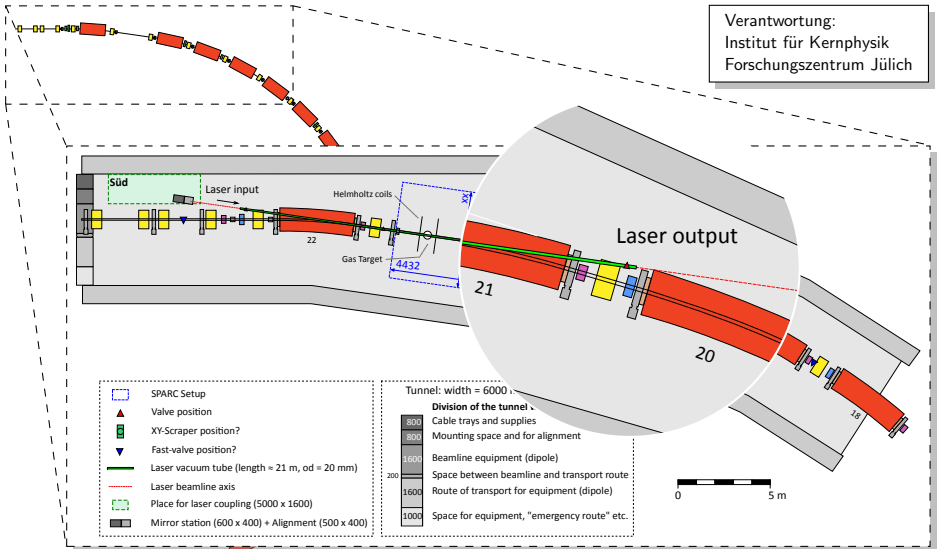 Verantwortung:
Institut für Kernphysik
Forschungszentrum Jülich
Süd
Laser input
Helmholtz coils
XX
22
Gas Target
4432
Laser output
21
20
18
SPARC Setup
Valve position
XY-Scraper position?
Fast-valve position?
Laser vacuum tube (length ≈ 21 m, od = 20 mm)
Laser beamline axis
Place for laser coupling (5000 x 1600)
Mirror station (600 x 400) + Alignment (500 x 400)
Tunnel: width = 6000
Division of the tunnel
800 Cable trays and supplies
800 Mounting space and for alignment
1600 Beamline equipment (dipole)
200 Space between beamline and transport route
1600 Route of transport for equipment (dipole)
1000 Space for equipment, "emergency route" etc.
0 5 m